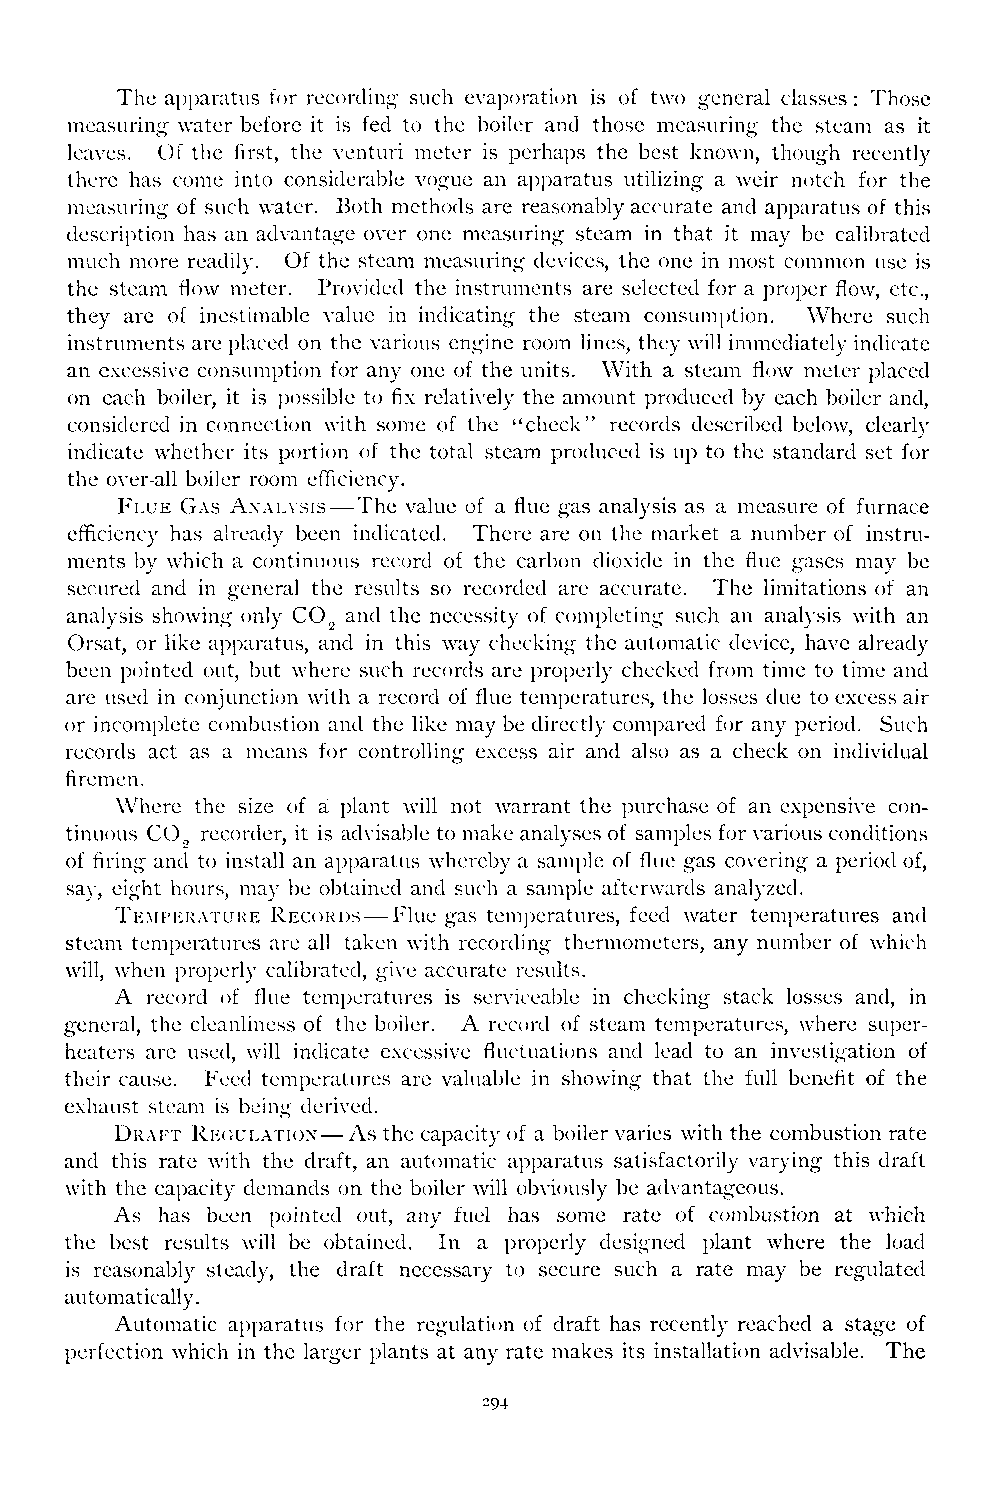 The apparatus for recording such evaporation is of two general classes: Those
measuring water before it is fed to the boiler and those measuring the steam as it
leaves. Of the first, the venturi meter is perhaps the best known, though recently
there has come into considerable vogue an apparatus utilizing a weir notch for the
measuring of such water. Both methods are reasonably accurate and apparatus of this
description has an advantage over one measuring steam in that it may be calibrated
much more readily. Of the steam measuring devices, the one in most common use is
the steam flow meter. Provided the instruments are selected for a proper flow, etc.,
they are of inestimable value in indicating the steam consumption. Where such
instruments are placed on the various engine room lines, they will immediately indicate
an excessive consumption for any one of the units. With a steam flow meter placed
on each boiler, it is possible to fix relatively the amount produced by each boiler and,
considered in connection with some of the “check” records described below, clearly
indicate whether its portion of the total steam produced is up to the standard set for
the over-all boiler room efficiency.
FLUE GAS ANALYSIS—The value of a flue gas analysis as a measure of furnace
efficiency has already been indicated. There are on the market a number of instru-
ments by which a continuous record of the carbon dioxide in the flue gases may be
secured and in general the results so recorded are accurate. The limitations of an
analysis showing only CO₂ and the necessity of completing such an analysis with an
Orsat, or like apparatus, and in this way checking the automatic device, have already
been pointed out, but where such records are properly checked from time to time and
are used in conjunction with a record of flue temperatures, the losses due to excess air
or incomplete combustion and the like may be directly compared for any period. Such
records act as a means for controlling excess air and also as a check on individual
firemen.
Where the size of a plant will not warrant the purchase of an expensive con-
tinuous CO₂ recorder, it is advisable to make analyses of samples for various conditions
of firing and to install an apparatus whereby a sample of flue gas covering a period of,
say, eight hours, may be obtained and such a sample afterwards analyzed.
TEMPERATURE RECORDS—Flue gas temperatures, feed water temperatures and
steam temperatures are all taken with recording thermometers, any number of which
will, when properly calibrated, give accurate results.
A record of flue temperatures is serviceable in checking stack losses and, in
general, the cleanliness of the boiler. A record of steam temperatures, where super-
heaters are used, will indicate excessive fluctuations and lead to an investigation of
their cause. Feed temperatures are valuable in showing that the full benefit of the
exhaust steam is being derived.
DRAFT REGULATION—As the capacity of a boiler varies with the combustion rate
and this rate with the draft, an automatic apparatus satisfactorily varying this draft
with the capacity demands on the boiler will obviously be advantageous.
As has been pointed out, any fuel has some rate of combustion at which
the best results will be obtained. In a properly designed plant where the load
is reasonably steady, the draft necessary to secure such a rate may be regulated
automatically.
Automatic apparatus for the regulation of draft has recently reached a stage of
perfection which in the larger plants at any rate makes its installation advisable. The
294